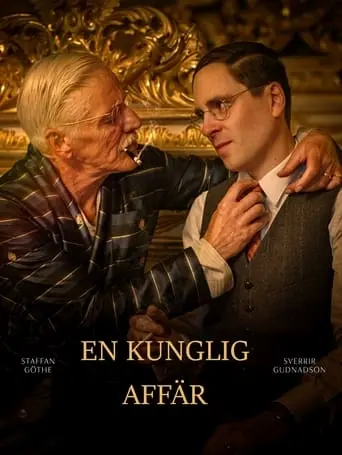 STAFFAN
GÖTHE
EN KUNGLIG
AFFÄR
SVERRIR
GUDNADSON